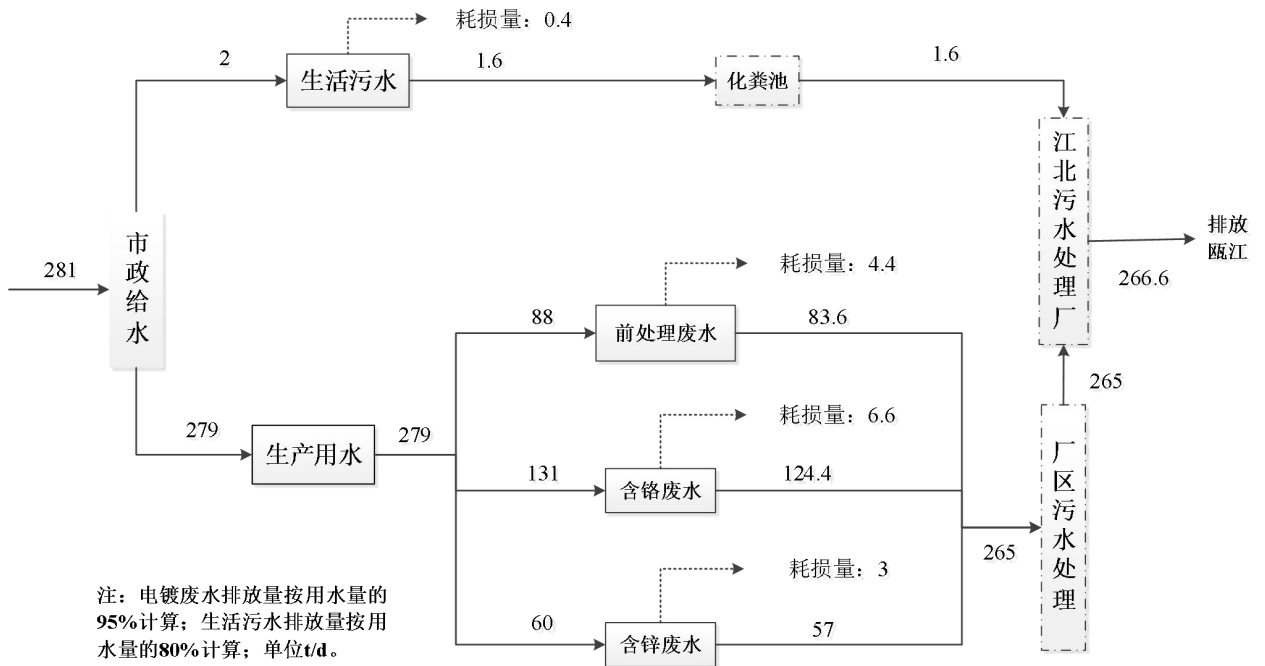 耗损量：0.4
2
生活污水
1.6
化粪池
1.6
江北污水处理厂
排放
瓯江
266.6
市政给水
281
耗损量：4.4
88
前处理废水
83.6
265
279
生产用水
279
耗损量：6.6
131
含铬废水
124.4
厂区污水处理
265
耗损量：3
60
含锌废水
57
注：电镀废水排放量按用水量的
95%计算；生活污水排放量按用
水量的80%计算；单位t/d。